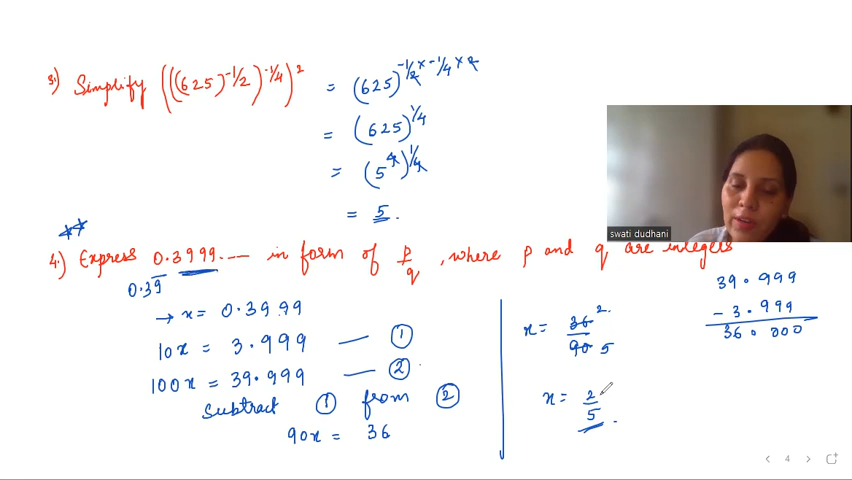 3.) Simplify (((625)^-1/2)^-1/4)^2 = (625)^-1/2 × -1/4 × 2
= (625)^1/4
= (5^4)^1/4
= 5.
swati dudhani
**
4.) Express 0.3999.... in form of p/q, where p and q are integers
0.39̅
→ x = 0.3999
10x = 3.999 — ①
100x = 39.999 — ②
Subtract ① from ②
90x = 36
x = 36/90 2 5
x = 2/5.
39.999
- 3.999
36.000
4